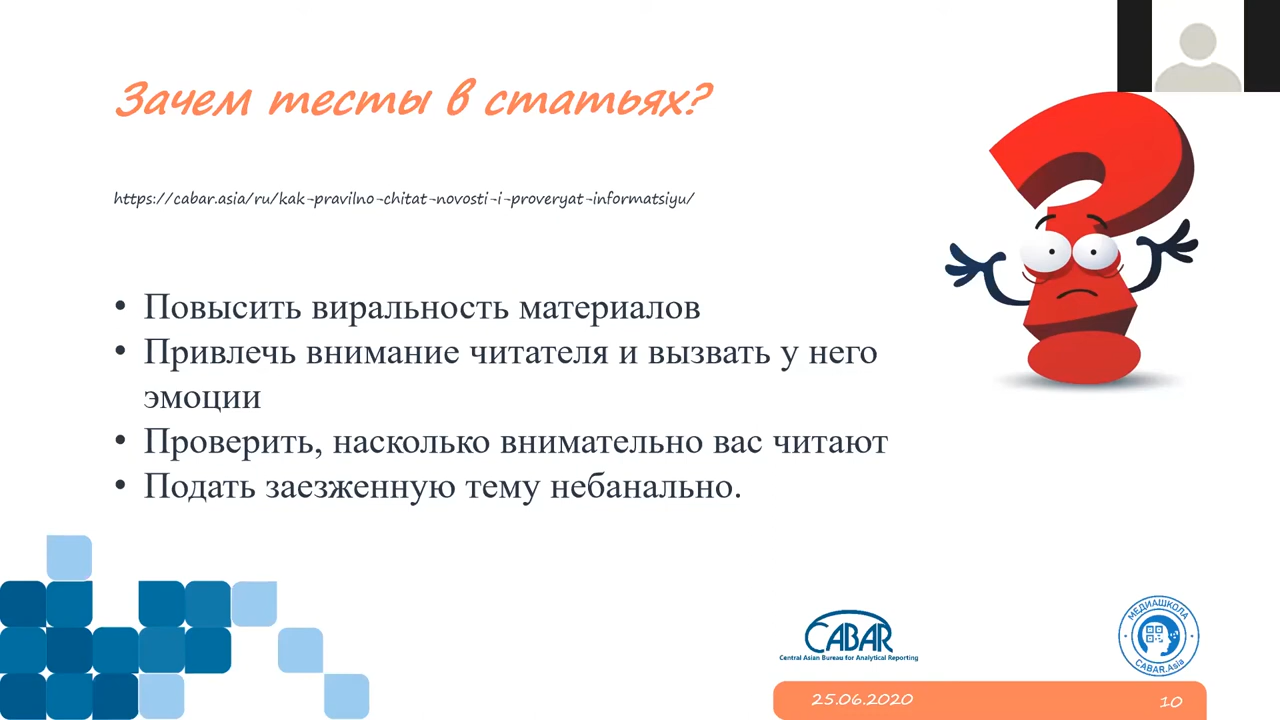 Зачем тесты в статьях?
https://cabar.asia/ru/kak-pravilno-chitat-novosti-i-proveryat-informatsiyu/
• Повысить виральность материалов
• Привлечь внимание читателя и вызвать у него
эмоции
• Проверить, насколько внимательно вас читают
• Подать заезженную тему небанально.
CABAR
Central Asian Bureau for Analytical Reporting
МЕДИАШКОЛА
CABAR.Asia
25.06.2020
10